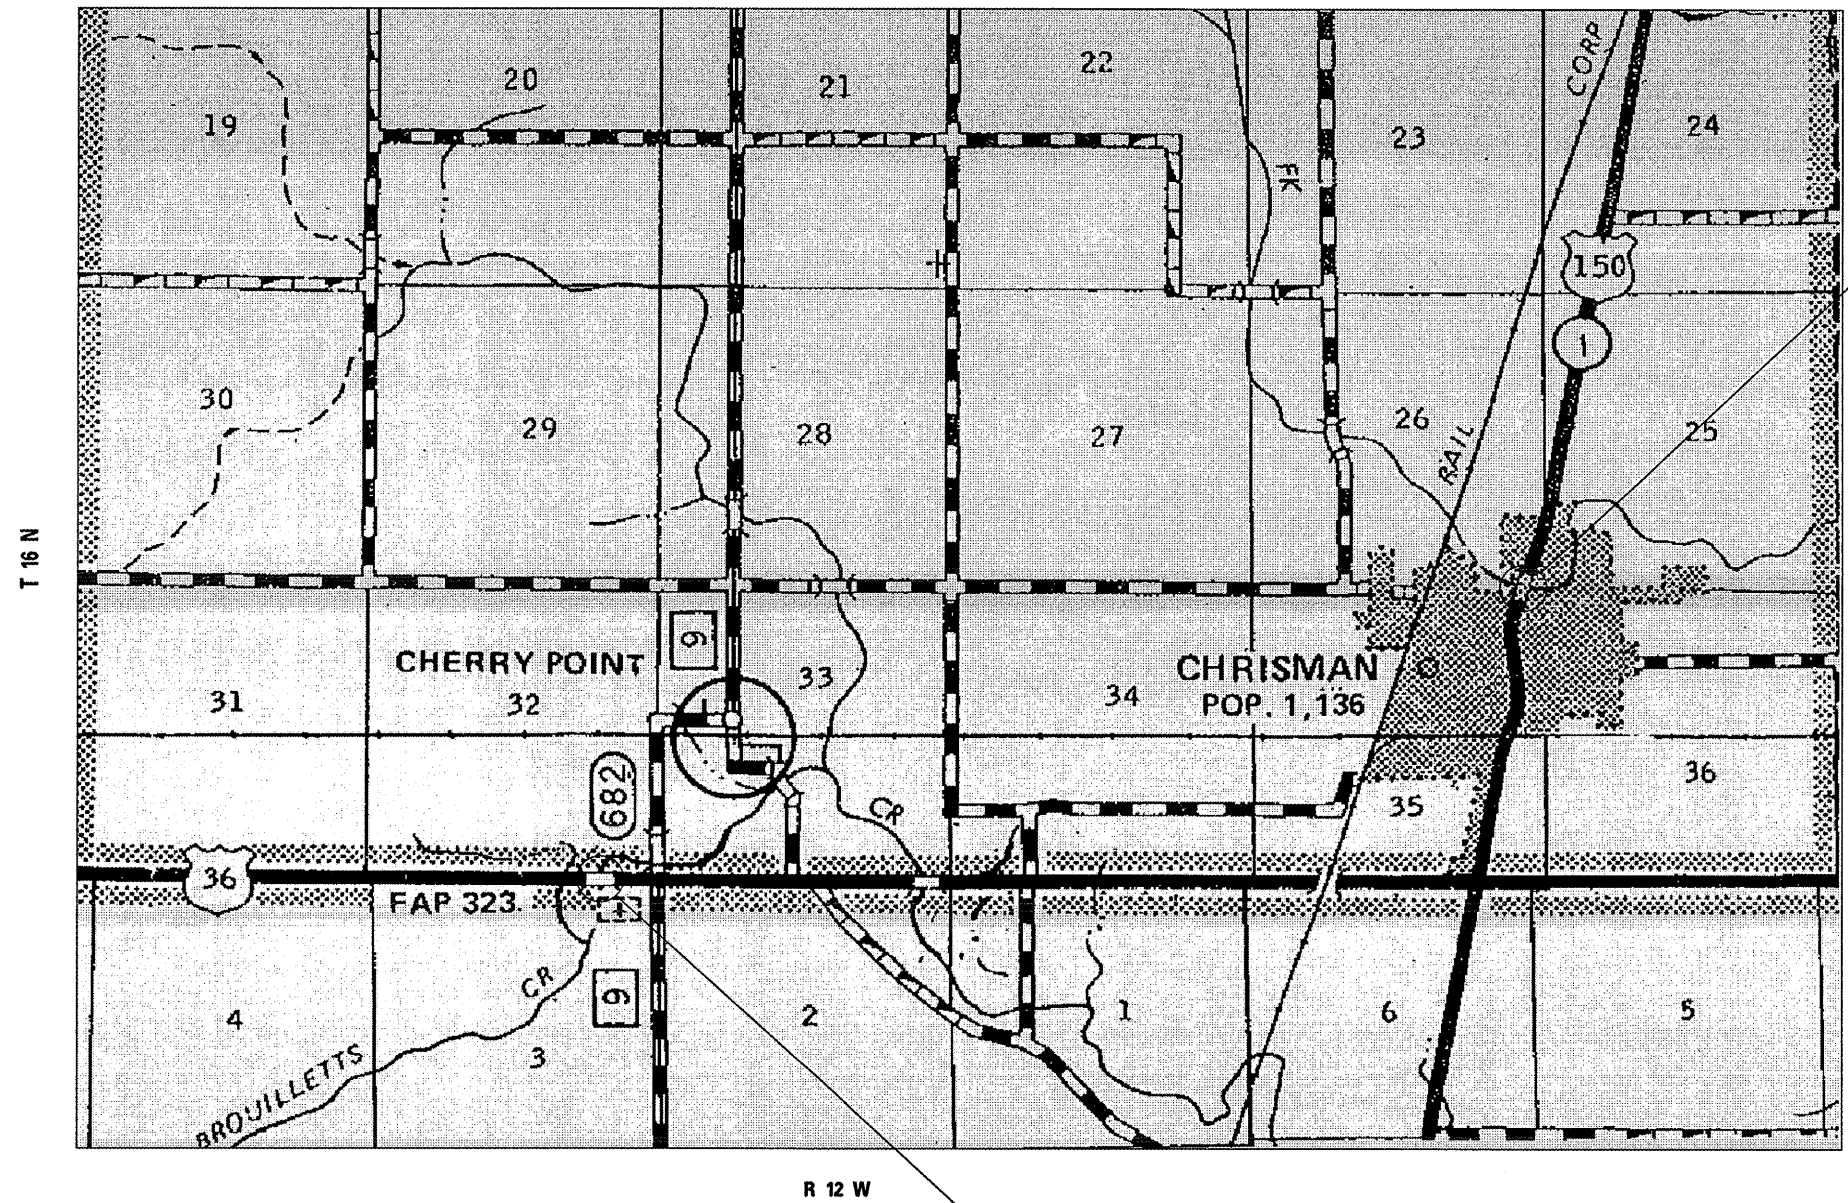 20
21
22
CORP
19
23
24
FK
150
1
30
29
28
27
26
25
RAIL
T 16 N
9
CHERRY POINT
33
CHRISMAN
31
32
34
POP. 1,136
682
36
CR
35
36
FAP 323
CR
9
4
2
1
6
5
BROUILLETTS
3
R 12 W